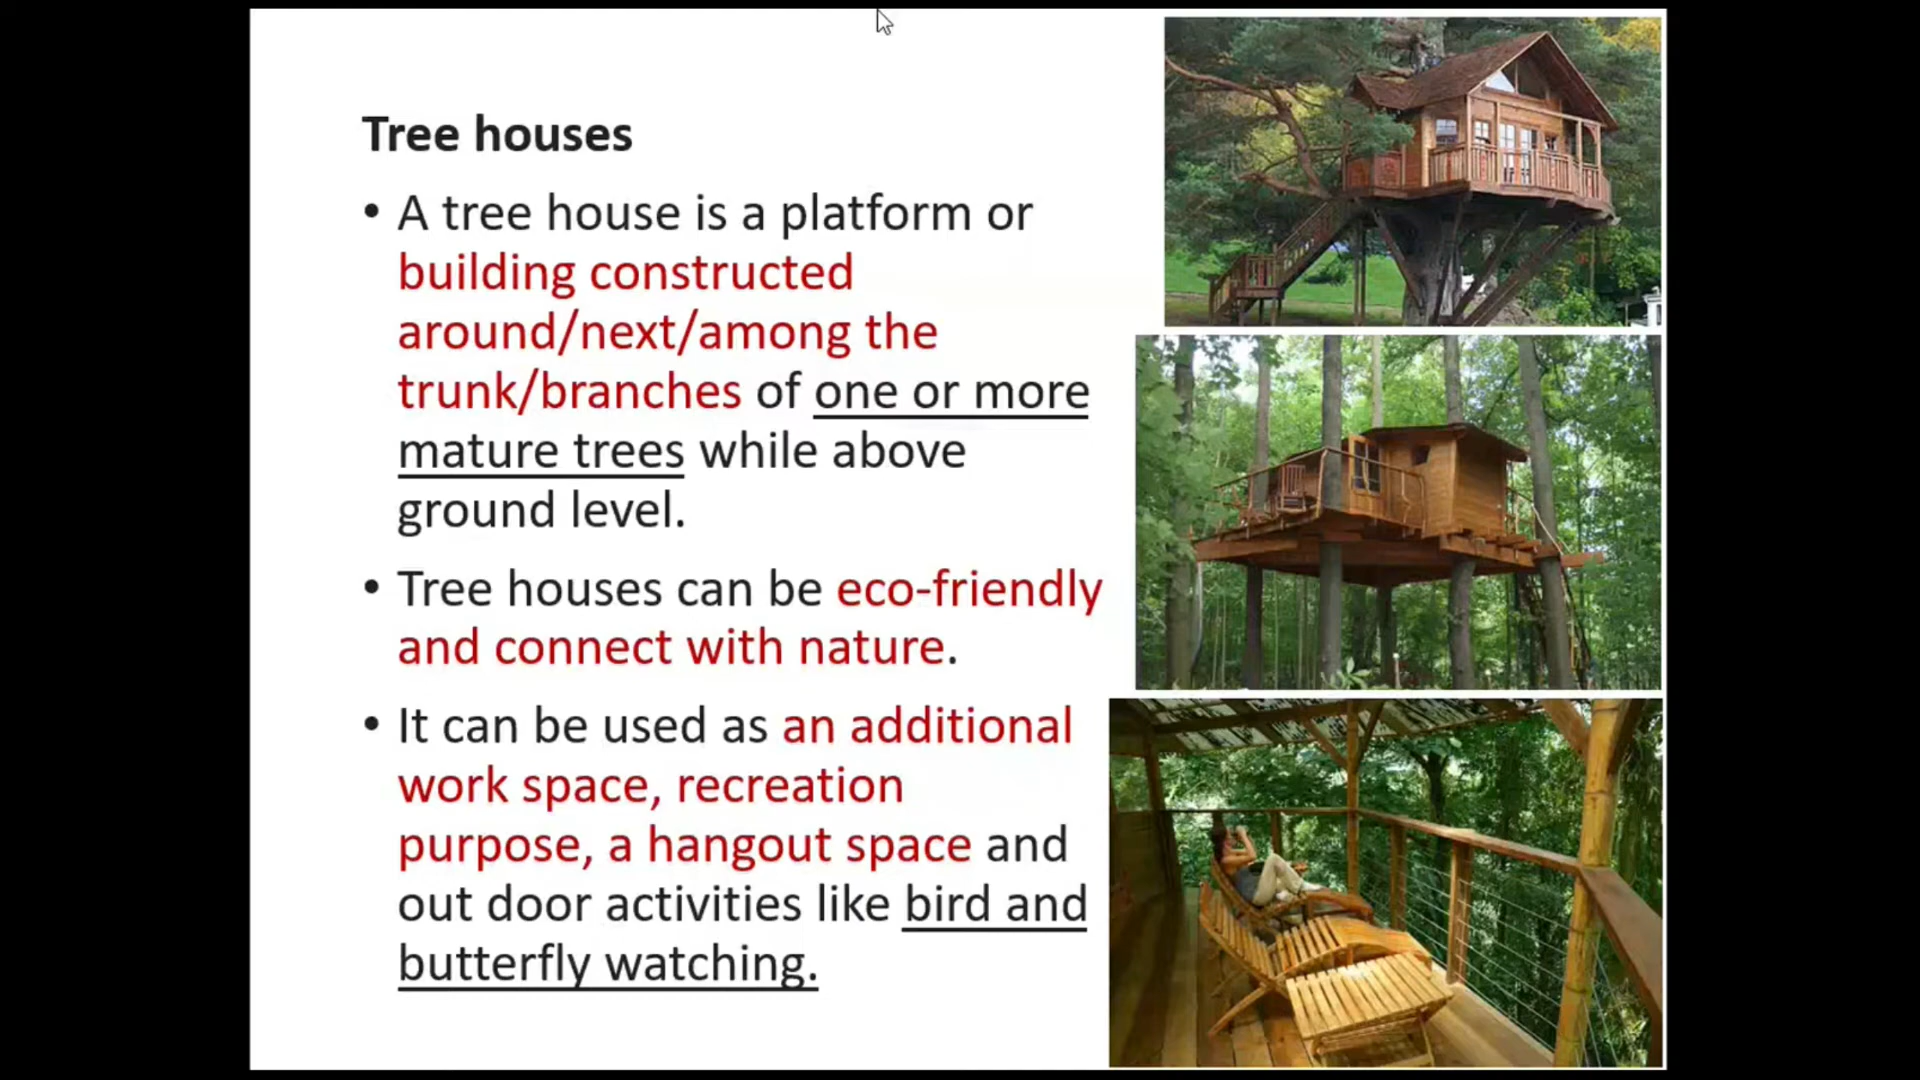 Tree houses
• A tree house is a platform or
building constructed
around/next/among the
trunk/branches of one or more
mature trees while above
ground level.
• Tree houses can be eco-friendly
and connect with nature.
• It can be used as an additional
work space, recreation
purpose, a hangout space and
out door activities like bird and
butterfly watching.